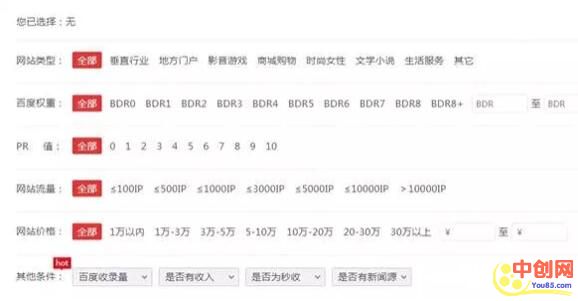 您已选择：无
网站类型： 全部 垂直行业 地方门户 影音游戏 商城购物 时尚女性 文学小说 生活服务 其它
百度权重： 全部 BDR0 BDR1 BDR2 BDR3 BDR4 BDR5 BDR6 BDR7 BDR8 BDR8+ BDR 至 BDR
PR 值： 全部 0 1 2 3 4 5 6 7 8 9 10
网站流量： 全部 ≤100IP ≤500IP ≤1000IP ≤3000IP ≤5000IP ≤10000IP >10000IP
网站价格： 全部 1万以内 1万-3万 3万-5万 5-10万 10万-20万 20-30万 30万以上 ¥ 至 ¥
hot
其他条件： 百度收录量 是否有收入 是否为秒收 是否有新闻源
中创网
You85.com